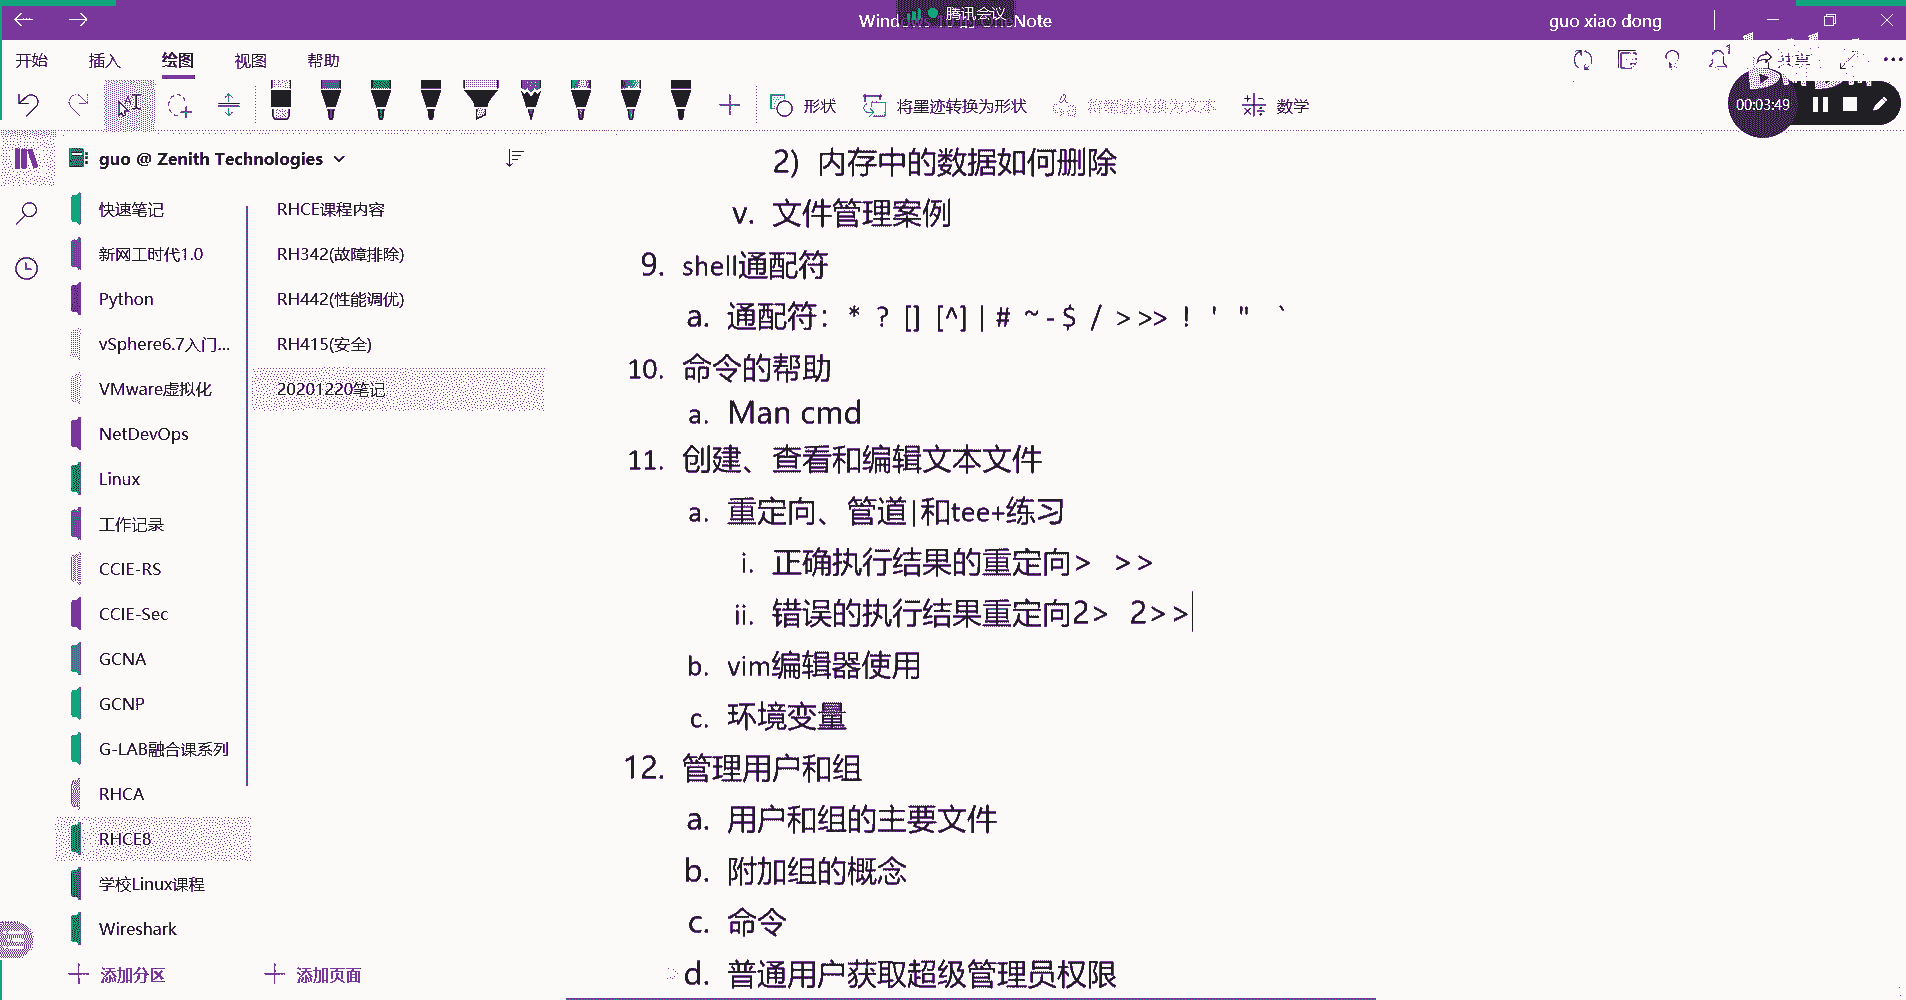 腾讯会议
guo xiao dong
开始 插入 绘图 视图 帮助
形状 将墨迹转换为形状 将墨迹转换为文本 数学
00:03:49
guo @ Zenith Technologies
快速笔记
新网工时代1.0
Python
vSphere6.7入门...
VMware虚拟化
NetDevOps
Linux
工作记录
CCIE-RS
CCIE-Sec
GCNA
GCNP
G-LAB融合课系列
RHCA
RHCE8
学校Linux课程
Wireshark
添加分区
RHCE课程内容
RH342(故障排除)
RH442(性能调优)
RH415(安全)
20201220笔记
添加页面
2) 内存中的数据如何删除
v. 文件管理案例
9. shell通配符
a. 通配符： * ? [] [^] | # ~ - $ / > >> ! ' " `
10. 命令的帮助
a. Man cmd
11. 创建、查看和编辑文本文件
a. 重定向、管道|和tee+练习
i. 正确执行结果的重定向> >>
ii. 错误的执行结果重定向2> 2>>
b. vim编辑器使用
c. 环境变量
12. 管理用户和组
a. 用户和组的主要文件
b. 附加组的概念
c. 命令
d. 普通用户获取超级管理员权限